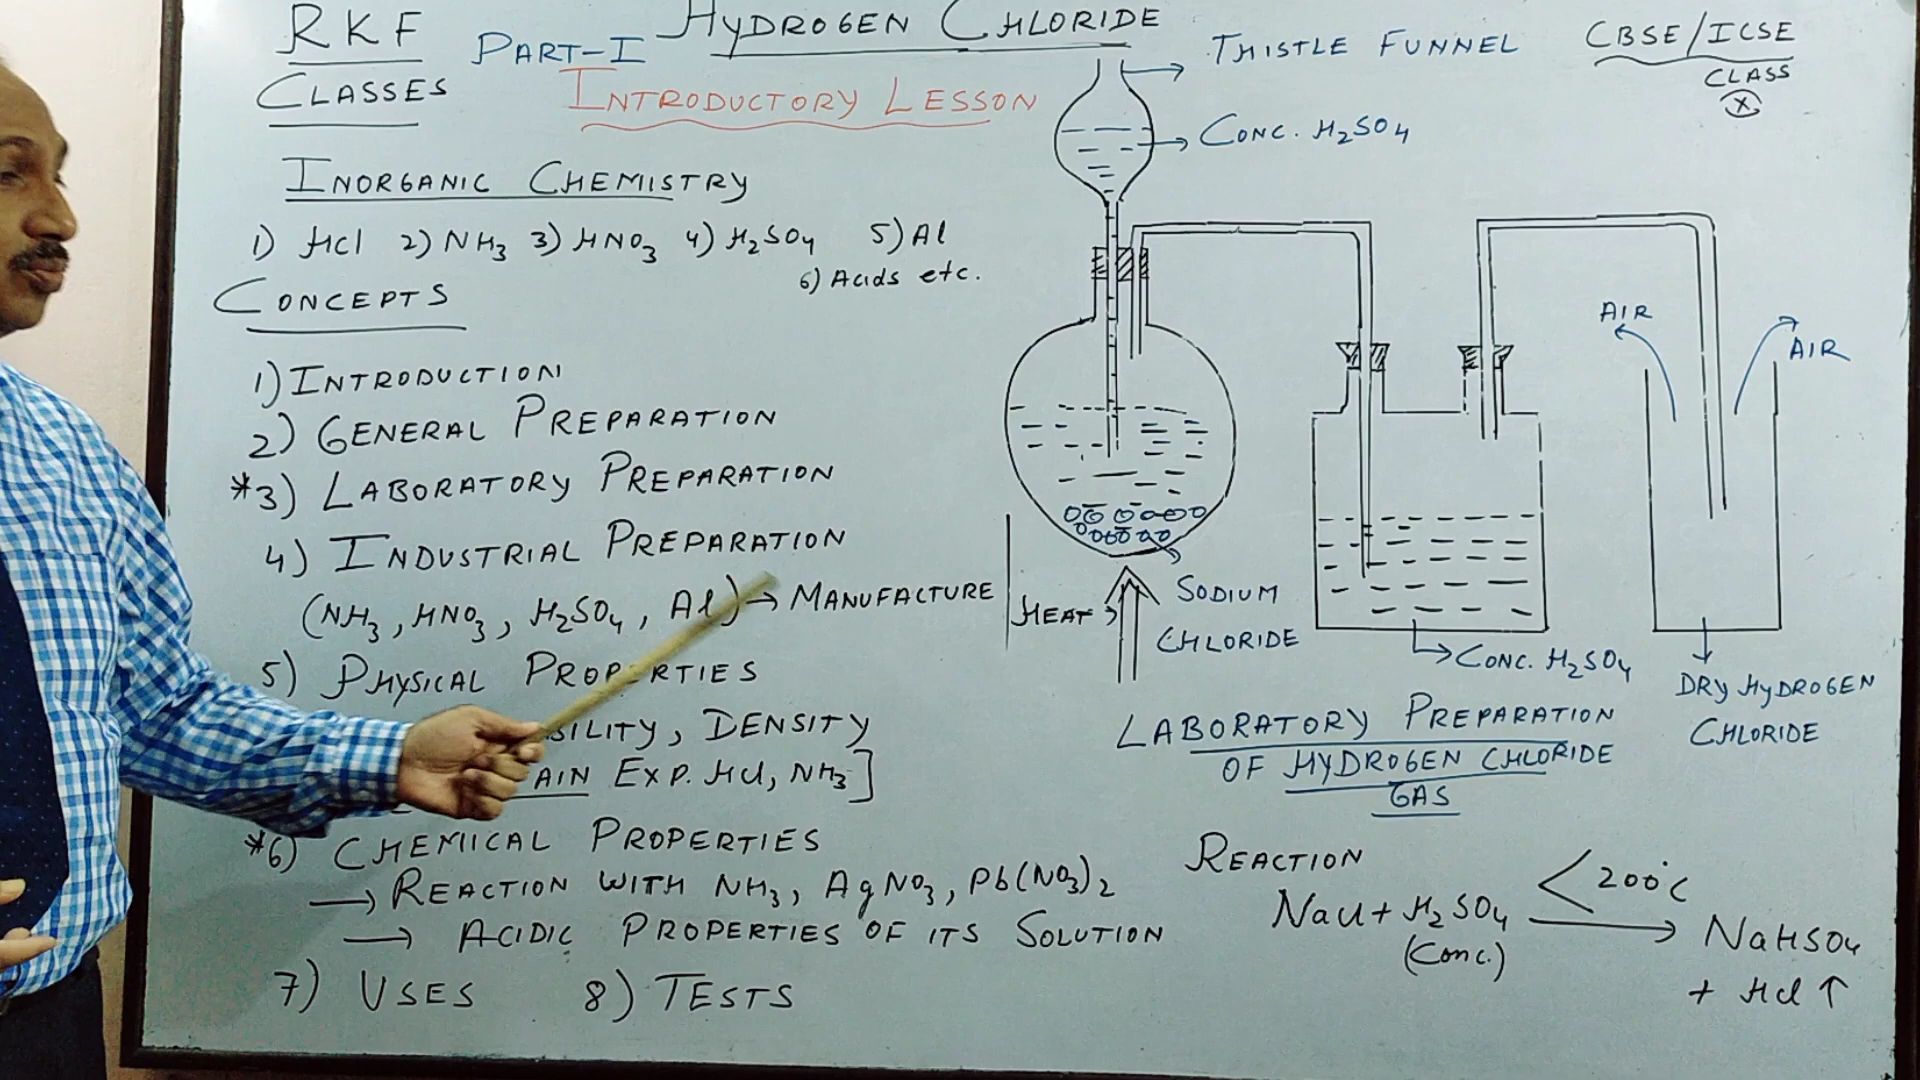 RKF
CLASSES
PART-I
HYDROGEN CHLORIDE
INTRODUCTORY LESSON
CBSE/ICSE
CLASS
X
INORGANIC CHEMISTRY
1) HCl 2) NH3 3) HNO3 4) H2SO4 5) Al
6) Acids etc.
CONCEPTS
1) INTRODUCTION
2) GENERAL PREPARATION
*3) LABORATORY PREPARATION
4) INDUSTRIAL PREPARATION
(NH3, HNO3, H2SO4, Al) → MANUFACTURE
5) PHYSICAL PROPERTIES
DENSITY
EXP. HCl, NH3]
*6) CHEMICAL PROPERTIES
→ REACTION WITH NH3, AgNO3, Pb(NO3)2
→ ACIDIC PROPERTIES OF ITS SOLUTION
7) USES 8) TESTS
THISTLE FUNNEL
CONC. H2SO4
AIR
AIR
HEAT
SODIUM
CHLORIDE
CONC. H2SO4
DRY HYDROGEN
CHLORIDE
LABORATORY PREPARATION
OF HYDROGEN CHLORIDE
GAS
REACTION
NaCl + H2SO4 → NaHSO4
<200°C
(Conc.)
+ HCl ↑